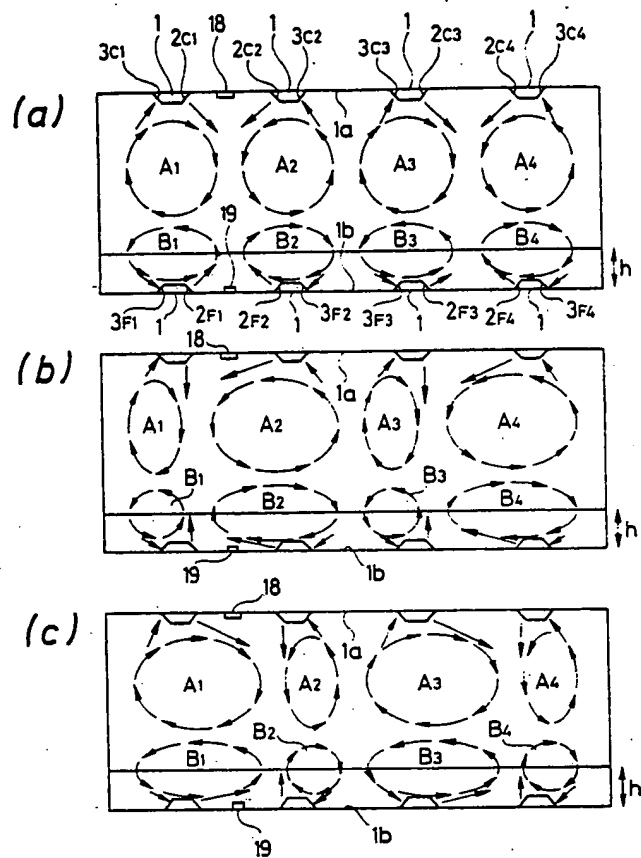 1 18 1 1 1
3C1 2C1 2C2 3C2 3C3 2C3 2C4 3C4
(a)
1a
A1 A2 A3 A4
19 1b
B1 B2 B3 B4
h
3F1 2F1 2F2 3F2 3F3 2F3 2F4 3F4
1 1 1 1
(b)
18
1a
A1 A2 A3 A4
B1 B2 B3 B4
h
19 1b
(c)
18
1a
A1 A2 A3 A4
B1 B2 B3 B4
h
19 1b